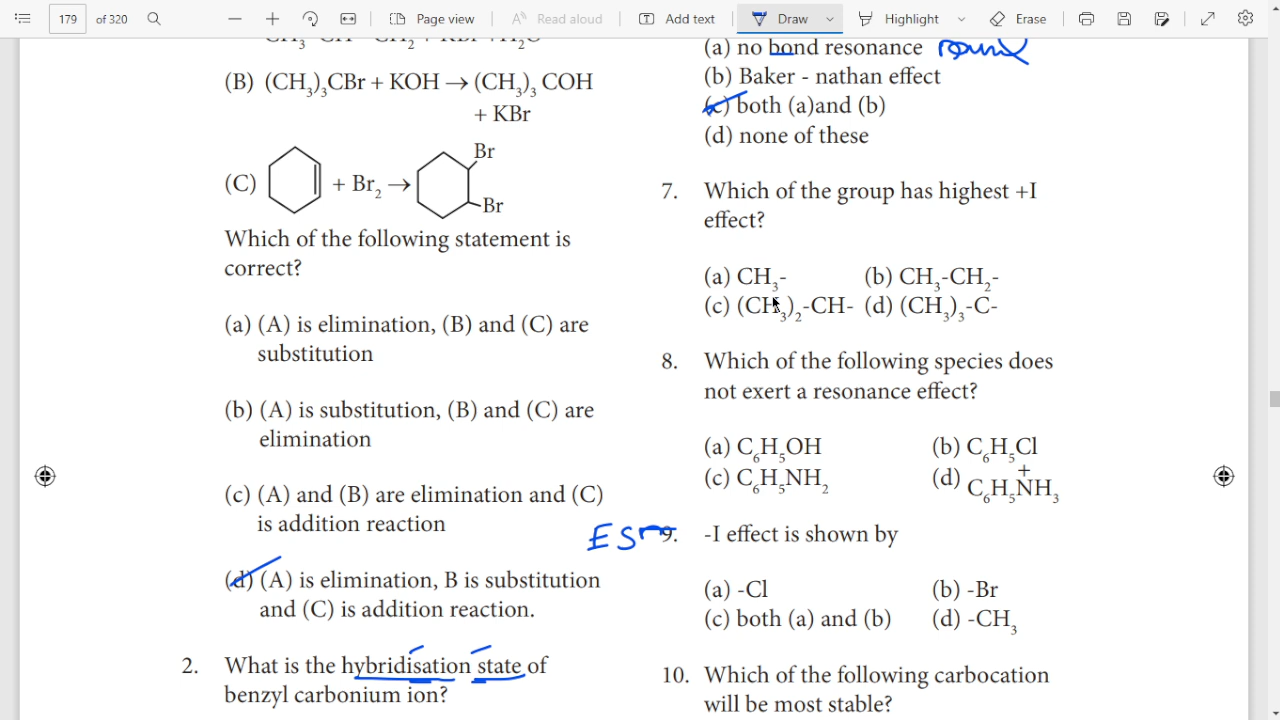 179 of 320 Page view Read aloud Add text Draw Highlight Erase
(B) (CH3)3CBr + KOH → (CH3)3 COH
+ KBr
(C) + Br2 → Br
Br
Which of the following statement is
correct?
(a) (A) is elimination, (B) and (C) are
substitution
(b) (A) is substitution, (B) and (C) are
elimination
(c) (A) and (B) are elimination and (C)
is addition reaction
(d) (A) is elimination, B is substitution
and (C) is addition reaction.
2. What is the hybridisation state of
benzyl carbonium ion?
(a) no bond resonance
(b) Baker - nathan effect
(c) both (a)and (b)
(d) none of these
7. Which of the group has highest +I
effect?
(a) CH3- (b) CH3-CH2-
(c) (CH3)2-CH- (d) (CH3)3-C-
8. Which of the following species does
not exert a resonance effect?
(a) C6H5OH (b) C6H5Cl
(c) C6H5NH2 (d) C6H5N+H3
9. -I effect is shown by
(a) -Cl (b) -Br
(c) both (a) and (b) (d) -CH3
10. Which of the following carbocation
will be most stable?